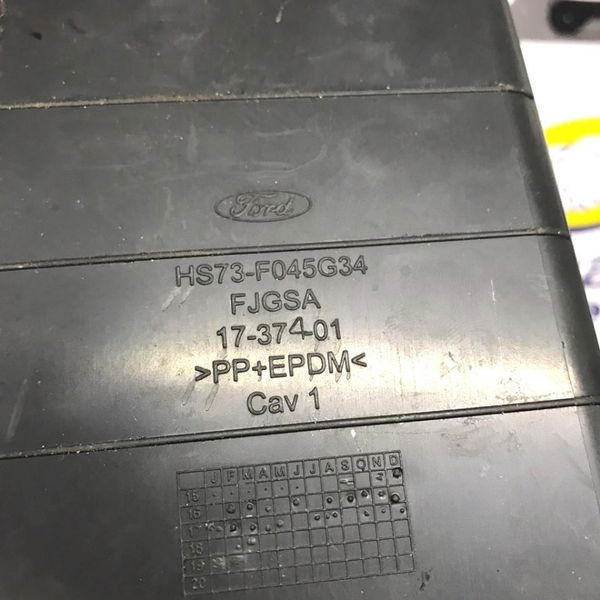 Ford
HS73-F045G34
FJGSA
17-374-01
>PP+EPDM<
Cav 1
J F M A M J J A S O N D
15
16
17
18
19
20